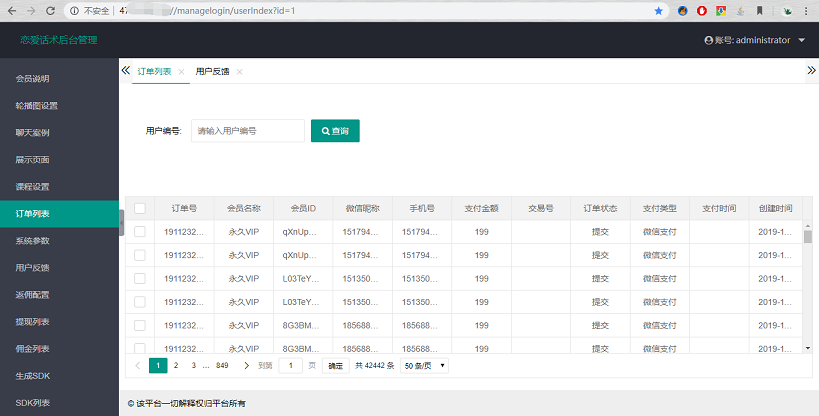 不安全 47 //managelogin/userIndex?id=1
恋爱话术后台管理
账号: administrator
会员说明
轮播图设置
聊天案例
展示页面
课程设置
订单列表
系统参数
用户反馈
返佣配置
提现列表
佣金列表
生成SDK
SDK列表
订单列表 用户反馈
用户编号: 请输入用户编号 查询
订单号 会员名称 会员ID 微信昵称 手机号 支付金额 交易号 订单状态 支付类型 支付时间 创建时间
1911232... 永久VIP qXnUp... 151794... 151794... 199 提交 微信支付 2019-1...
1911232... 永久VIP qXnUp... 151794... 151794... 199 提交 微信支付 2019-1...
1911232... 永久VIP L03TeY... 151350... 151350... 199 提交 微信支付 2019-1...
1911232... 永久VIP L03TeY... 151350... 151350... 199 提交 微信支付 2019-1...
1911232... 永久VIP 8G3BM... 185688... 185688... 199 提交 微信支付 2019-1...
1911232... 永久VIP 8G3BM... 185688... 185688... 199 提交 微信支付 2019-1...
1 2 3 ... 849 到第 1 页 确定 共 42442 条 50 条/页
© 该平台一切解释权归平台所有